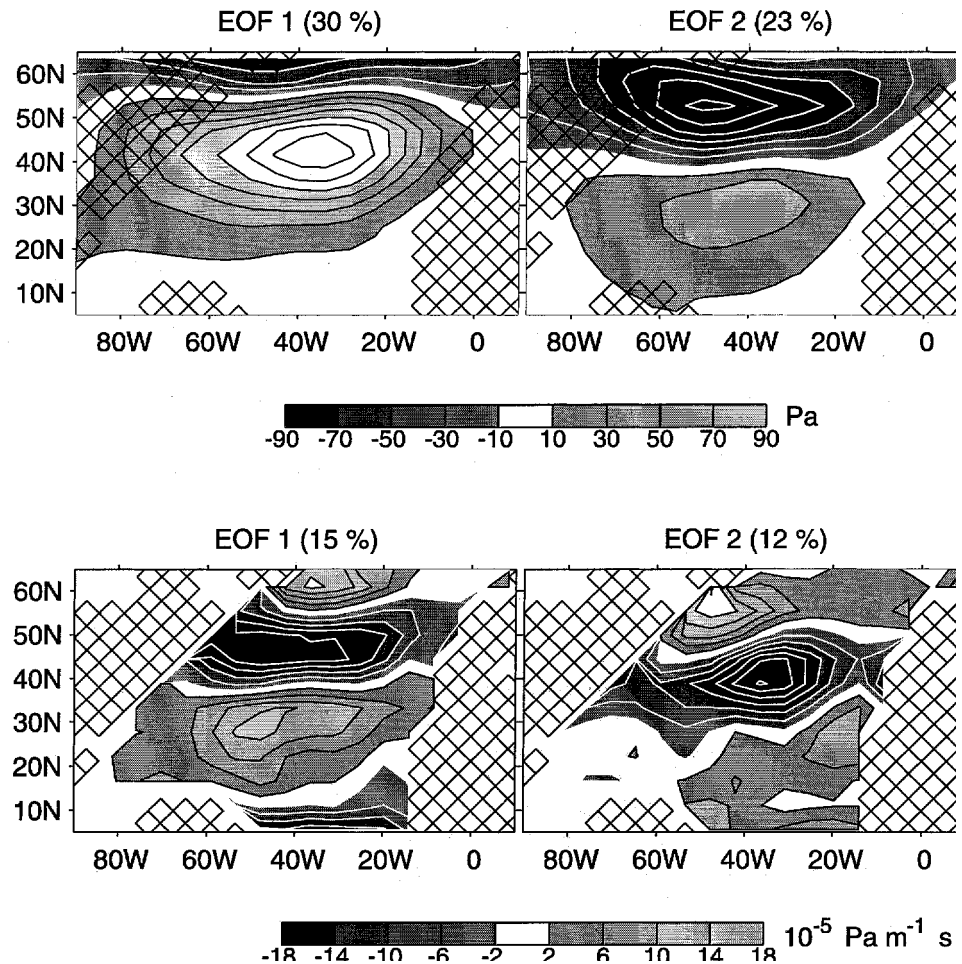 EOF 1 (30 %) EOF 2 (23 %)
60N
50N
40N
30N
20N
10N
80W 60W 40W 20W 0 80W 60W 40W 20W 0
Pa
-90 -70 -50 -30 -10 10 30 50 70 90
EOF 1 (15 %) EOF 2 (12 %)
60N
50N
40N
30N
20N
10N
80W 60W 40W 20W 0 80W 60W 40W 20W 0
10⁻⁵ Pa m⁻¹ s
-18 -14 -10 -6 -2 2 6 10 14 18